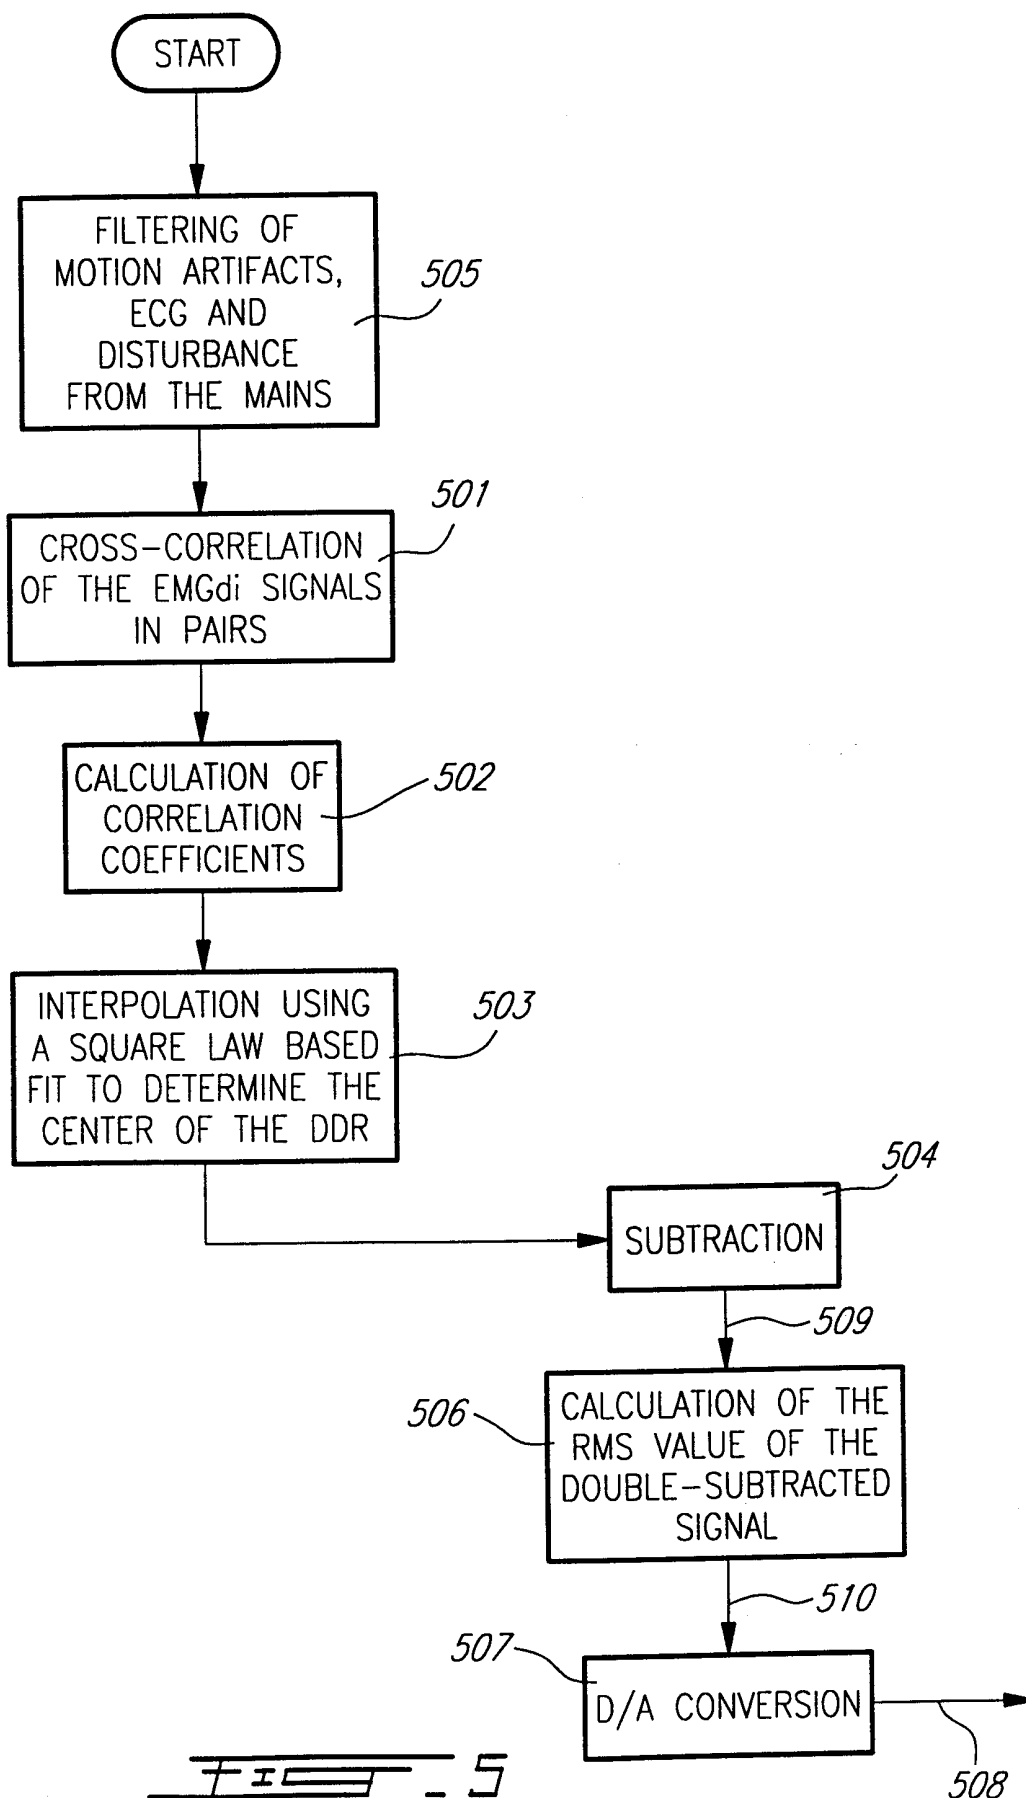 START
FILTERING OF
MOTION ARTIFACTS,
ECG AND
DISTURBANCE
FROM THE MAINS
505
501
CROSS-CORRELATION
OF THE EMGdi SIGNALS
IN PAIRS
CALCULATION OF
CORRELATION
COEFFICIENTS
502
INTERPOLATION USING
A SQUARE LAW BASED
FIT TO DETERMINE THE
CENTER OF THE DDR
503
504
SUBTRACTION
509
506
CALCULATION OF THE
RMS VALUE OF THE
DOUBLE-SUBTRACTED
SIGNAL
510
507
D/A CONVERSION
508
FIG_5